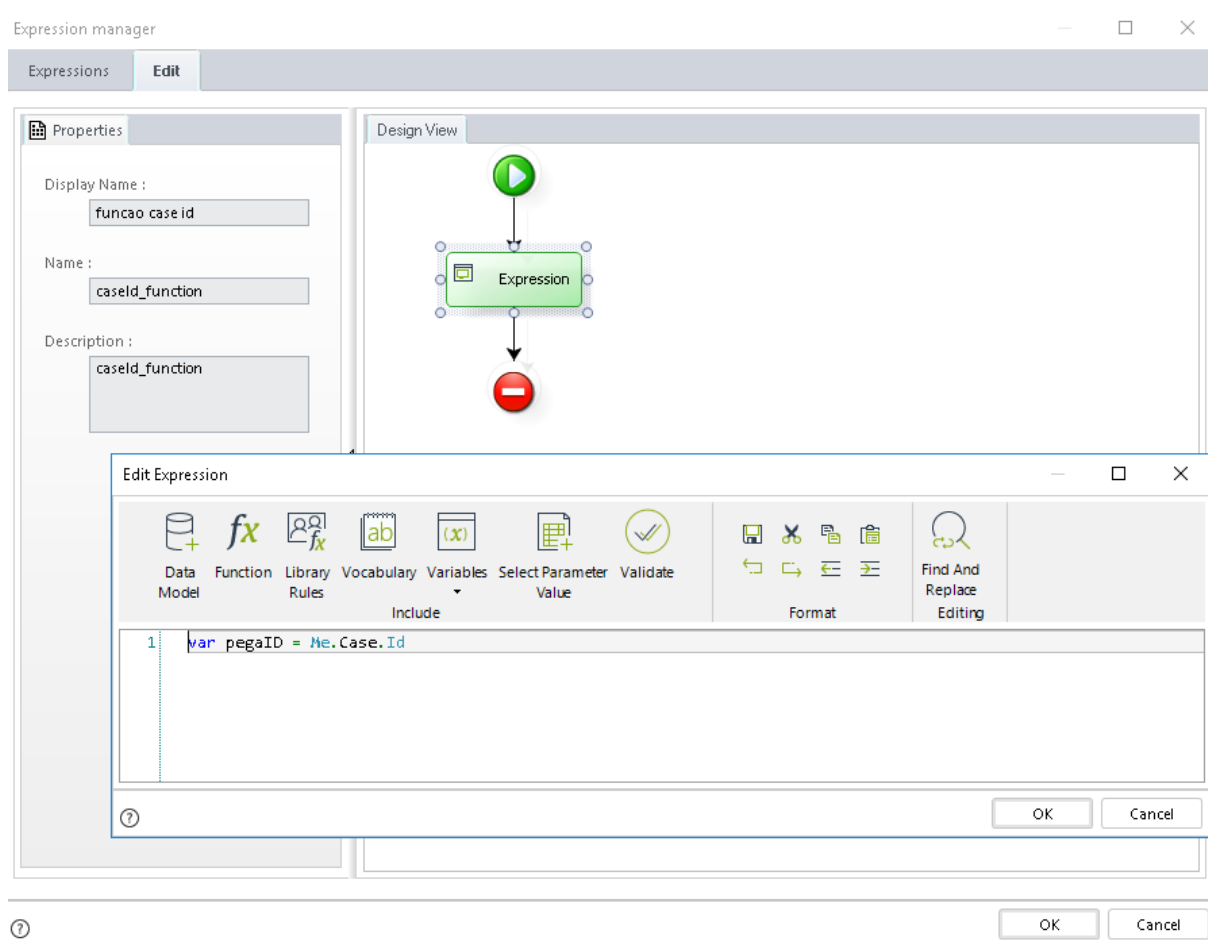 Expression manager
Expressions Edit
Properties
Display Name :
funcao case id
Name :
caseId_function
Description :
caseId_function
Design View
Expression
Edit Expression
Data Model
Function
Library Rules
Vocabulary
Variables
Select Parameter Value
Validate
Include
Format
Find And Replace
Editing
1 var pegaID = Me.Case.Id
OK Cancel
OK Cancel